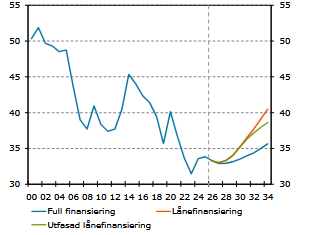 55 55
50 50
45 45
40 40
35 35
30 30
00 02 04 06 08 10 12 14 16 18 20 22 24 26 28 30 32 34
Full finansiering Lånefinansiering
Utfasad lånefinansiering